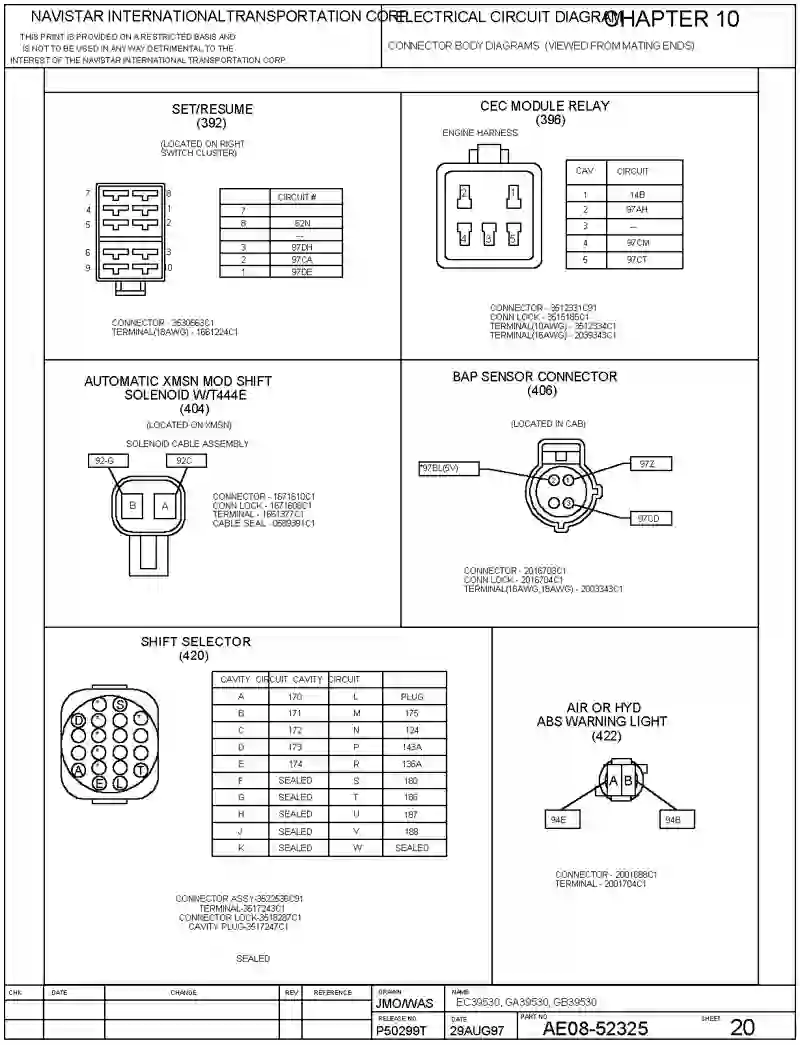 NAVISTAR INTERNATIONAL TRANSPORTATION CORP.
THIS PRINT IS PROVIDED ON A RESTRICTED BASIS AND
IS NOT TO BE USED IN ANY WAY DETRIMENTAL TO THE
INTEREST OF THE NAVISTAR INTERNATIONAL TRANSPORTATION CORP.
ELECTRICAL CIRCUIT DIAGRAM
CHAPTER 10
CONNECTOR BODY DIAGRAMS (VIEWED FROM MATING ENDS)
SET/RESUME
(392)
(LOCATED ON RIGHT
SWITCH CLUSTER)
7 8
4 1
5 2
6 3
9 10
CIRCUIT #
7
8 82N
---
3 97DH
2 97CA
1 97DE
CONNECTOR - 3530563C1
TERMINAL(18AWG) - 1661224C1
CEC MODULE RELAY
(396)
ENGINE HARNESS
2 1
4 3 5
CAV CIRCUIT
1 14B
2 97AH
3 ---
4 97CM
5 97CT
CONNECTOR - 3512331C91
CONN LOCK - 3515185C1
TERMINAL(10AWG) - 3512334C1
TERMINAL(16AWG) - 2039343C1
AUTOMATIC XMSN MOD SHIFT
SOLENOID W/T444E
(404)
(LOCATED ON XMSN)
SOLENOID CABLE ASSEMBLY
92-G 92C
B A
CONNECTOR - 1671610C1
CONN LOCK - 1671608C1
TERMINAL - 1661377C1
CABLE SEAL - 0589391C1
BAP SENSOR CONNECTOR
(406)
(LOCATED IN CAB)
*97BL(5V) 97Z
2 1
3
97CD
CONNECTOR - 2016703C1
CONN LOCK - 2016704C1
TERMINAL(16AWG,18AWG) - 2003343C1
SHIFT SELECTOR
(420)
S
D
A T
E L
CAVITY CIRCUIT CAVITY CIRCUIT
A 170 L PLUG
B 171 M 175
C 172 N 124
D 173 P 143A
E 174 R 136A
F SEALED S 180
G SEALED T 186
H SEALED U 187
J SEALED V 188
K SEALED W SEALED
CONNECTOR ASSY-3522536C91
TERMINAL-3517243C1
CONNECTOR LOCK-3518287C1
CAVITY PLUG-3517247C1
SEALED
AIR OR HYD
ABS WARNING LIGHT
(422)
A B
94E 94B
CONNECTOR - 2001688C1
TERMINAL - 2001704C1
CHK DATE CHANGE REV REFERENCE
DRAWN
JMO/WAS
NAME
EC39530, GA39530, GB39530
RELEASE NO.
P50299T
DATE
29AUG97
PART NO.
AE08-52325
SHEET
20